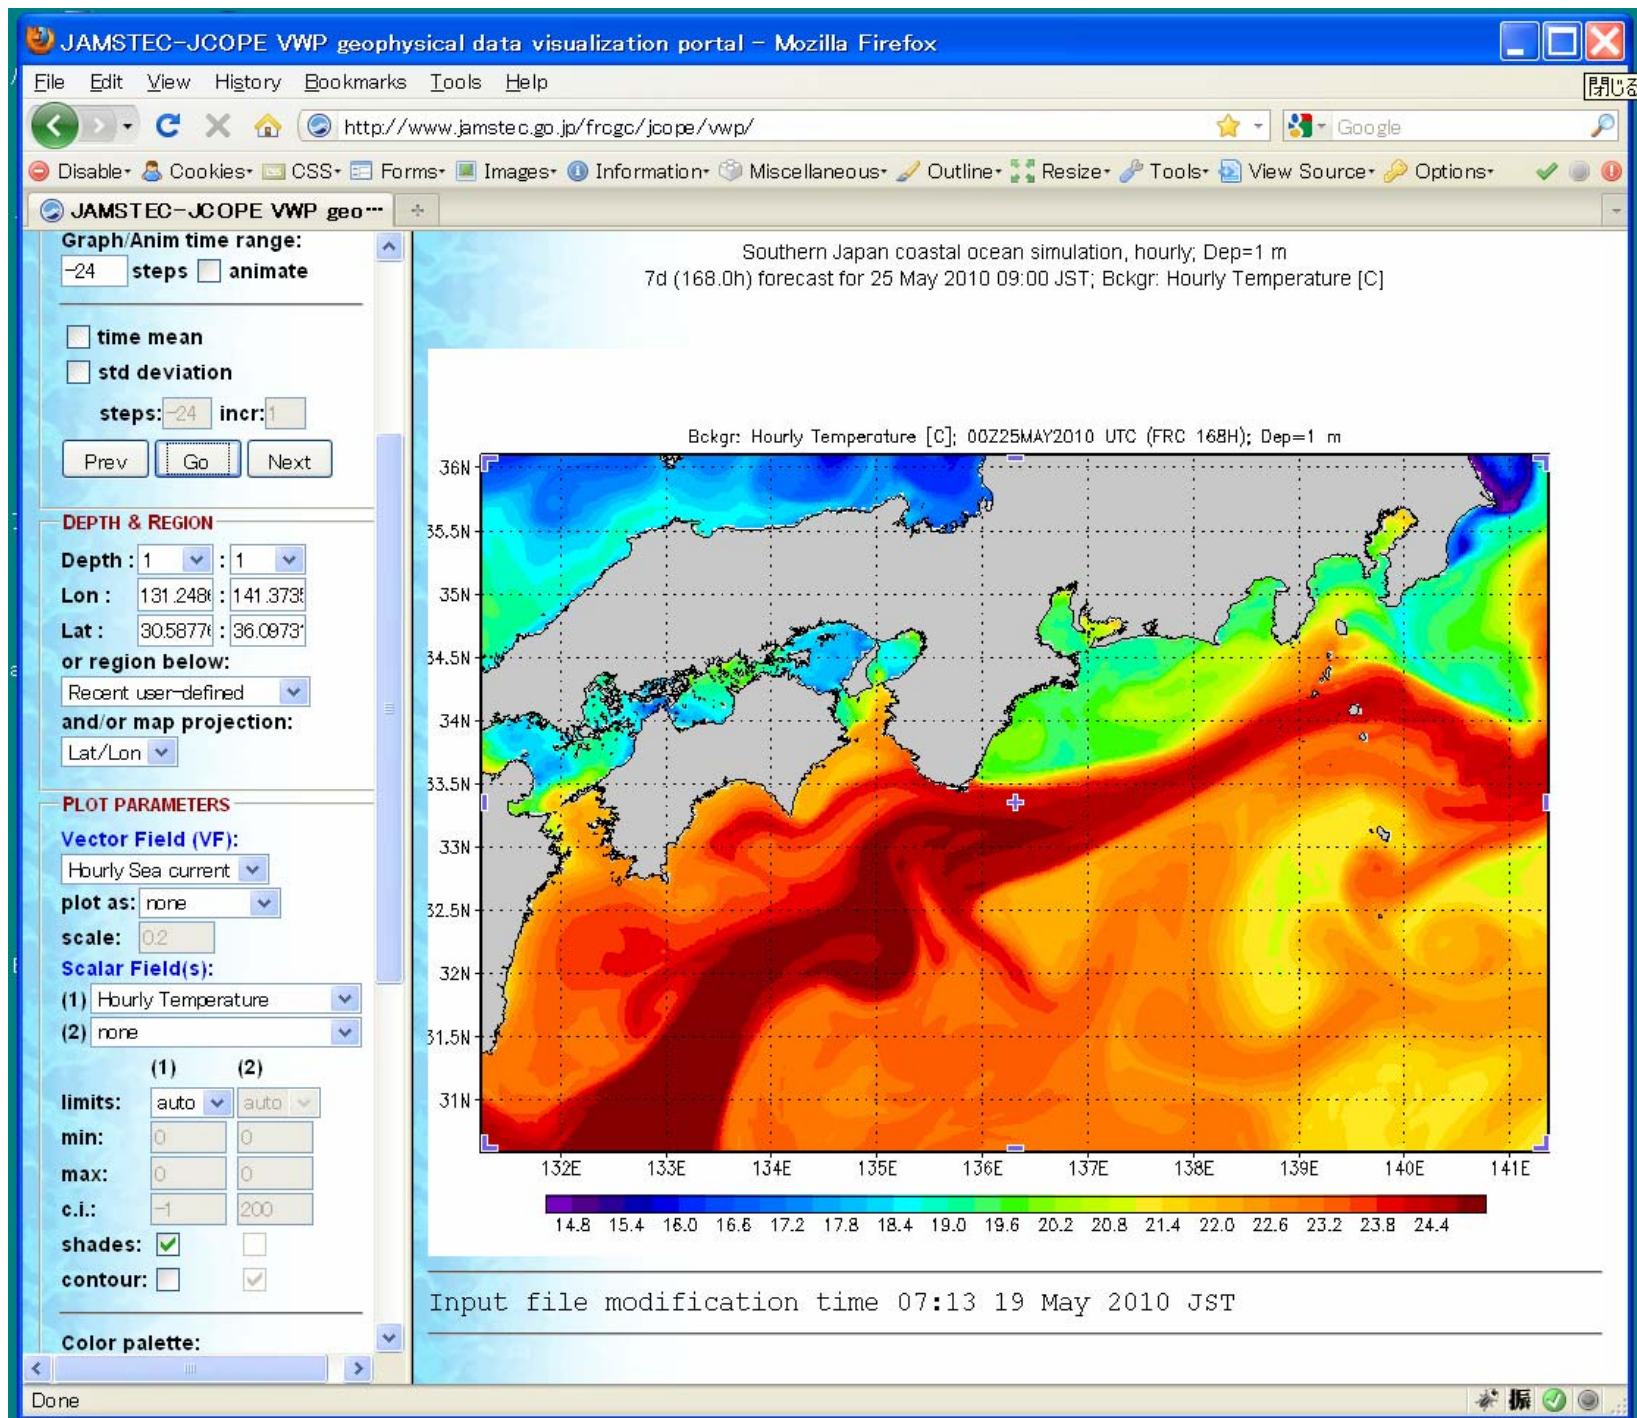 JAMSTEC-JCOPE VWP geophysical data visualization portal - Mozilla Firefox
File Edit View History Bookmarks Tools Help
閉じる
http://www.jamstec.go.jp/frcgc/jcope/vwp/
Google
Disable Cookies CSS Forms Images Information Miscellaneous Outline Resize Tools View Source Options
JAMSTEC-JCOPE VWP geo…
Graph/Anim time range:
-24 steps animate
time mean
std deviation
steps: -24 incr: 1
Prev Go Next
DEPTH & REGION
Depth : 1 : 1
Lon : 131.248 : 141.373
Lat : 30.5877 : 36.0973
or region below:
Recent user-defined
and/or map projection:
Lat/Lon
PLOT PARAMETERS
Vector Field (VF):
Hourly Sea current
plot as: none
scale: 0.2
Scalar Field(s):
(1) Hourly Temperature
(2) none
(1) (2)
limits: auto auto
min: 0 0
max: 0 0
c.i.: -1 200
shades:
contour:
Color palette:
Southern Japan coastal ocean simulation, hourly; Dep=1 m
7d (168.0h) forecast for 25 May 2010 09:00 JST; Bckgr: Hourly Temperature [C]
Bckgr: Hourly Temperature [C]; 00Z25MAY2010 UTC (FRC 168H); Dep=1 m
36N
35.5N
35N
34.5N
34N
33.5N
33N
32.5N
32N
31.5N
31N
132E 133E 134E 135E 136E 137E 138E 139E 140E 141E
14.8 15.4 16.0 16.6 17.2 17.8 18.4 19.0 19.6 20.2 20.8 21.4 22.0 22.6 23.2 23.8 24.4
Input file modification time 07:13 19 May 2010 JST
Done
振